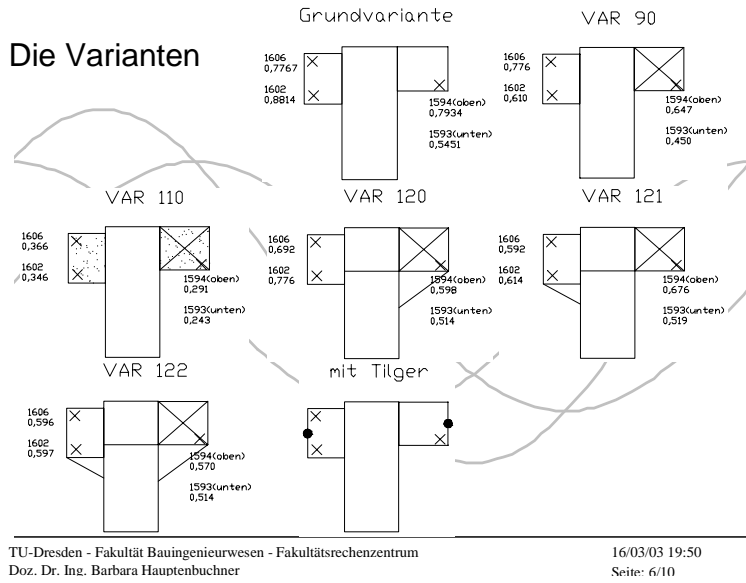 Die Varianten
Grundvariante
1606
0,7767
1602
0,8814
1594(oben)
0,7934
1593(unten)
0,5451
VAR 90
1606
0,776
1602
0,610
1594(oben)
0,647
1593(unten)
0,450
VAR 110
1606
0,366
1602
0,346
1594(oben)
0,291
1593(unten)
0,243
VAR 120
1606
0,692
1602
0,776
1594(oben)
0,598
1593(unten)
0,514
VAR 121
1606
0,592
1602
0,614
1594(oben)
0,676
1593(unten)
0,519
VAR 122
1606
0,596
1602
0,597
1594(oben)
0,570
1593(unten)
0,514
mit Tilger
TU-Dresden - Fakultät Bauingenieurwesen - Fakultätsrechenzentrum
Doz. Dr. Ing. Barbara Hauptenbuchner
16/03/03 19:50
Seite: 6/10